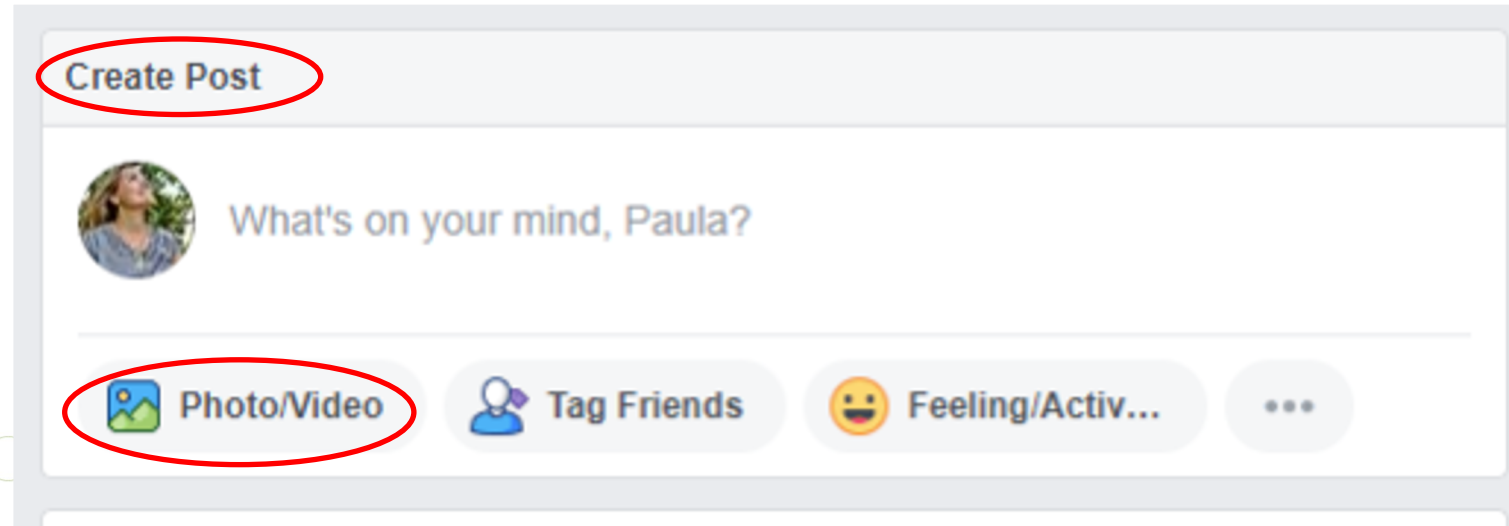 Create Post
What's on your mind, Paula?
Photo/Video Tag Friends Feeling/Activ...